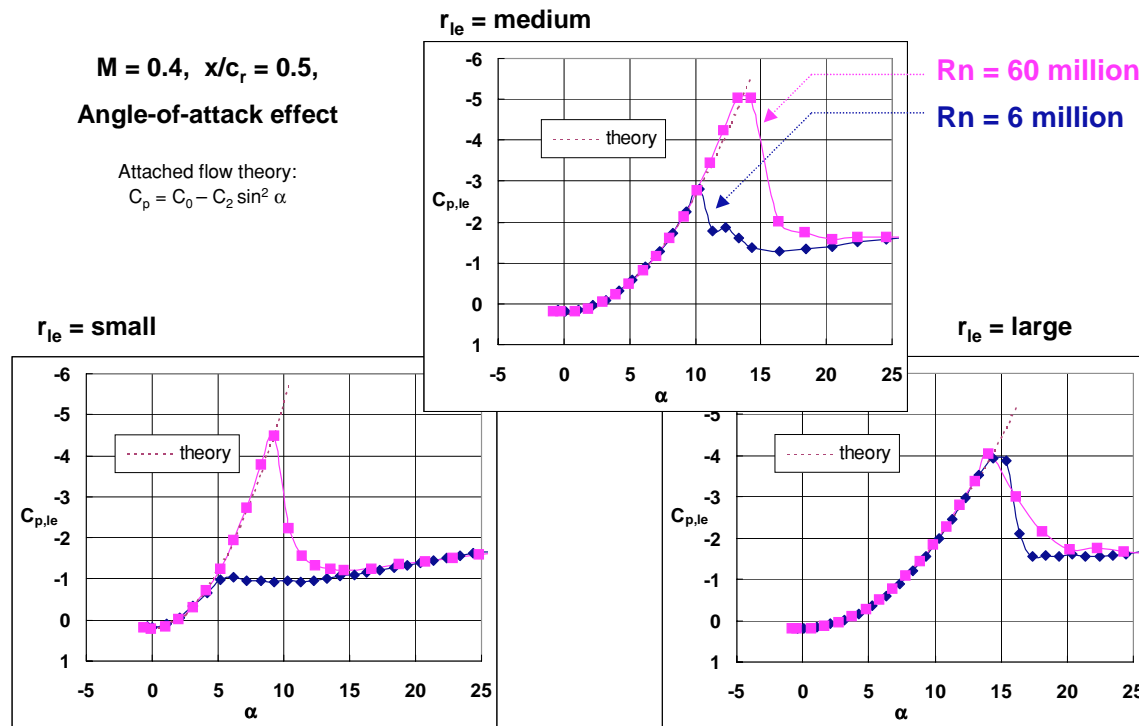 r_le = medium
M = 0.4, x/c_r = 0.5,
Angle-of-attack effect
Attached flow theory:
C_p = C_0 – C_2 sin² α
Rn = 60 million
Rn = 6 million
-6
-5
-4
-3
-2
-1
0
1
C_p,le
theory
-5 0 5 10 15 20 25
α
r_le = small
-6
-5
-4
-3
-2
-1
0
1
C_p,le
theory
-5 0 5 10 15 20 25
α
r_le = large
-5
-4
-3
-2
-1
0
1
C_p,le
theory
-5 0 5 10 15 20 25
α